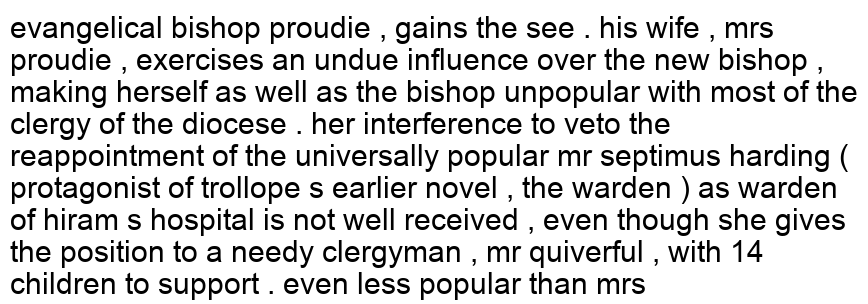 evangelical bishop proudie , gains the see . his wife , mrs
proudie , exercises an undue influence over the new bishop ,
making herself as well as the bishop unpopular with most of the
clergy of the diocese . her interference to veto the
reappointment of the universally popular mr septimus harding (
protagonist of trollope s earlier novel , the warden ) as warden
of hiram s hospital is not well received , even though she gives
the position to a needy clergyman , mr quiverful , with 14
children to support . even less popular than mrs